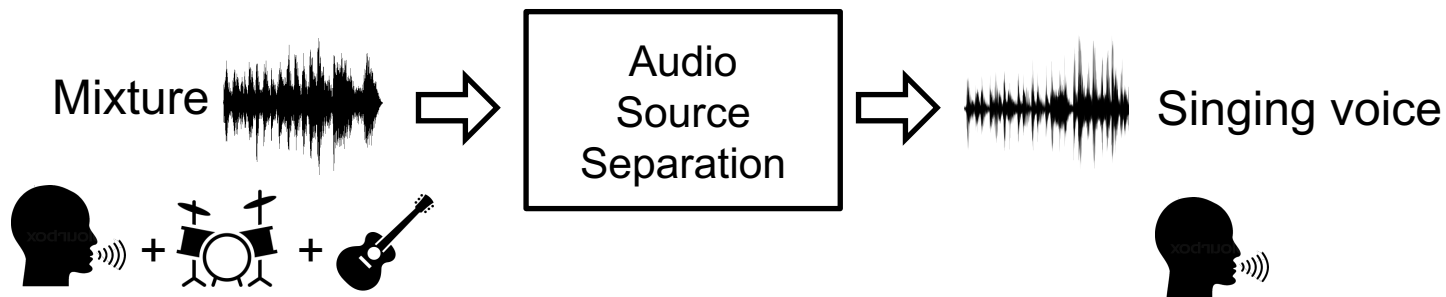 Mixture
Audio
Source
Separation
Singing voice
+
+